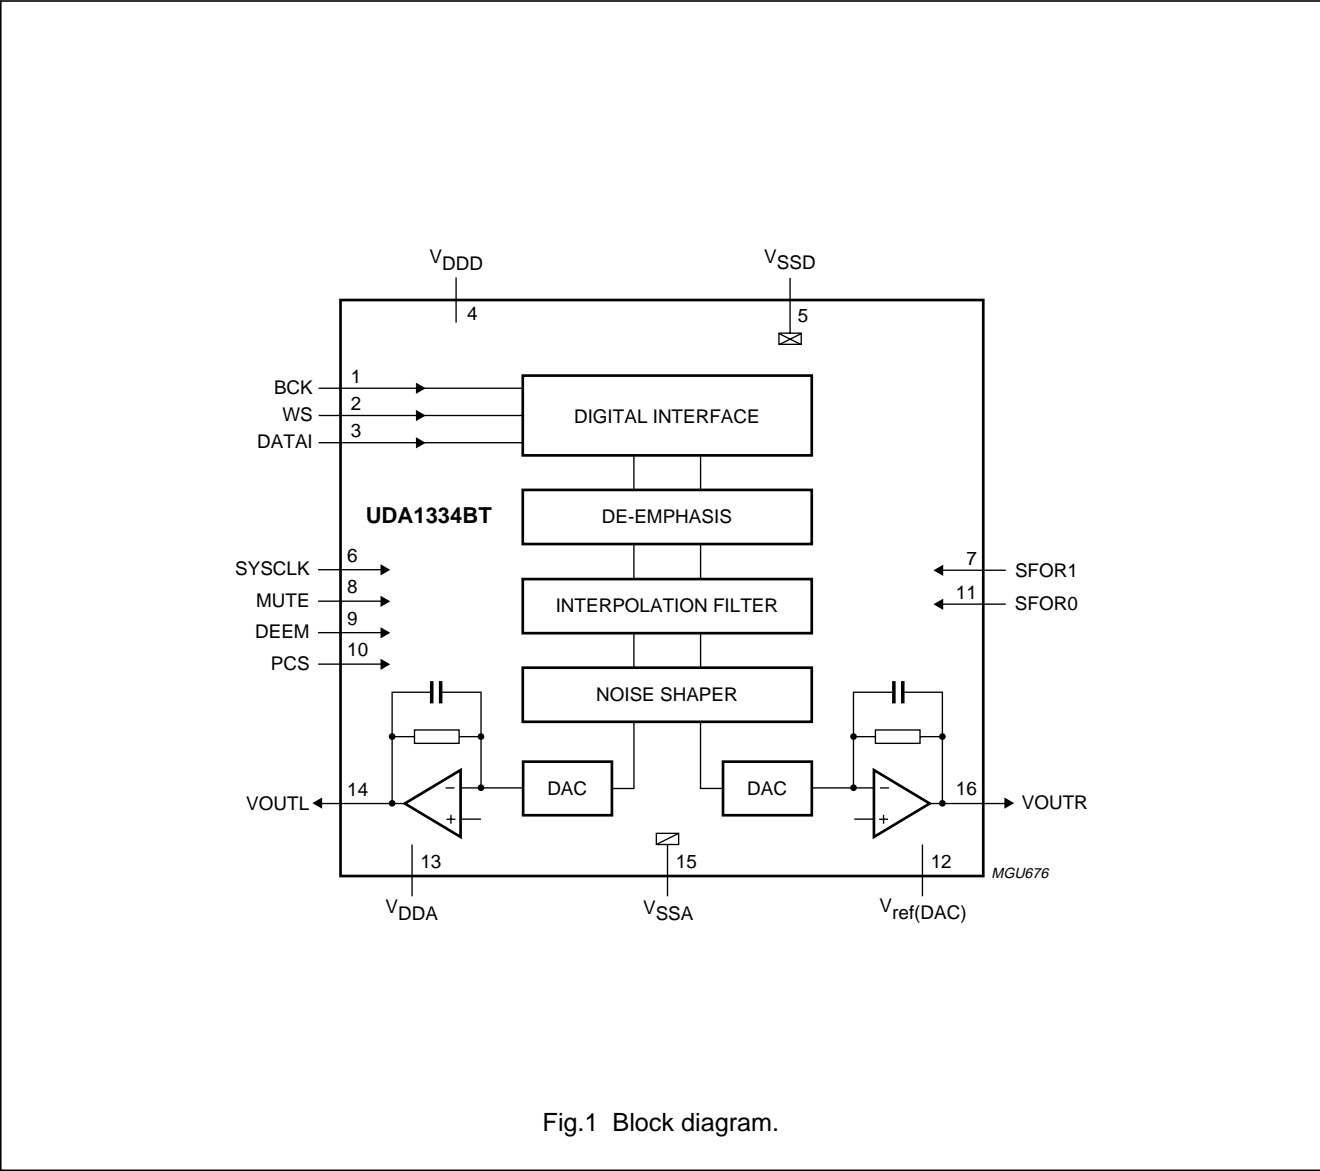 VDDD
VSSD
4
5
BCK 1
WS 2
DATAI 3
DIGITAL INTERFACE
UDA1334BT
DE-EMPHASIS
SYSCLK 6
7 SFOR1
MUTE 8
INTERPOLATION FILTER
11 SFOR0
DEEM 9
PCS 10
NOISE SHAPER
VOUTL 14
−
+
DAC
DAC
−
+
16 VOUTR
13
15
12
MGU676
VDDA
VSSA
Vref(DAC)
Fig.1 Block diagram.